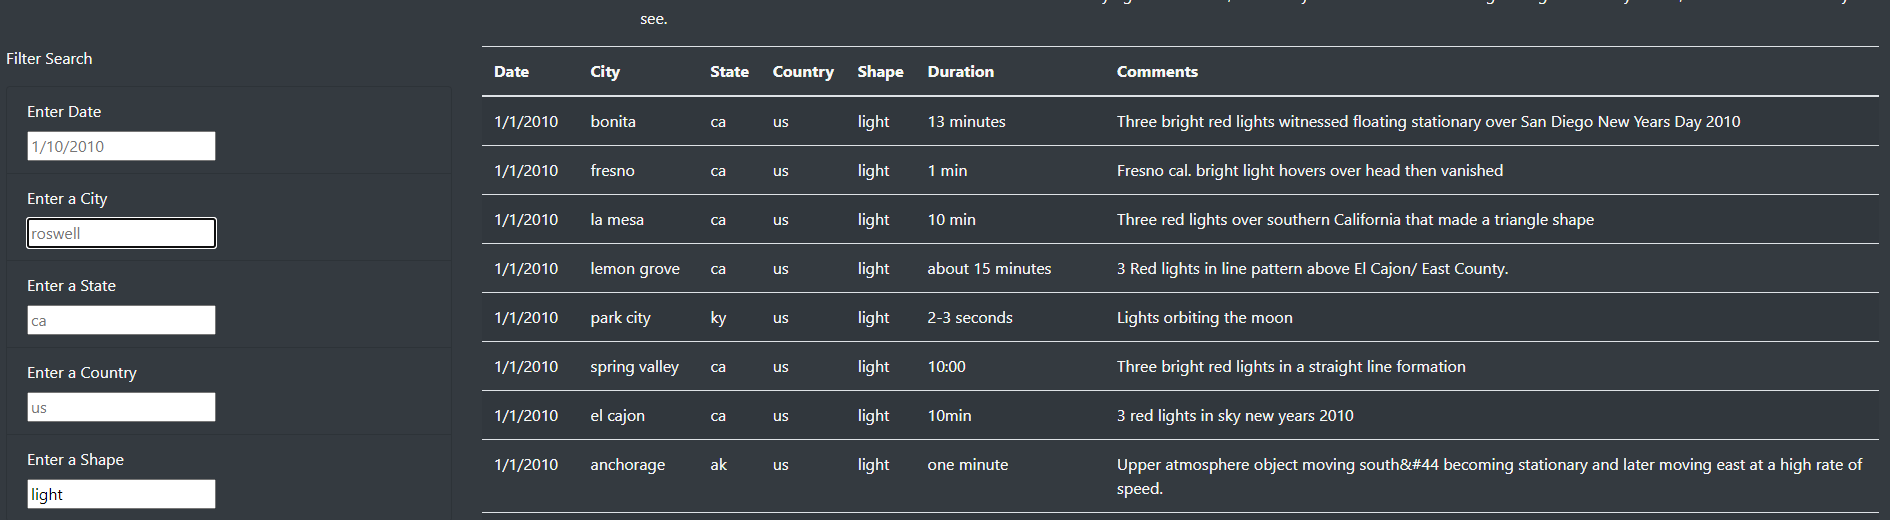 see.
Filter Search
Enter Date
1/10/2010
Enter a City
roswell
Enter a State
ca
Enter a Country
us
Enter a Shape
light
Date City State Country Shape Duration Comments
1/1/2010 bonita ca us light 13 minutes Three bright red lights witnessed floating stationary over San Diego New Years Day 2010
1/1/2010 fresno ca us light 1 min Fresno cal. bright light hovers over head then vanished
1/1/2010 la mesa ca us light 10 min Three red lights over southern California that made a triangle shape
1/1/2010 lemon grove ca us light about 15 minutes 3 Red lights in line pattern above El Cajon/ East County.
1/1/2010 park city ky us light 2-3 seconds Lights orbiting the moon
1/1/2010 spring valley ca us light 10:00 Three bright red lights in a straight line formation
1/1/2010 el cajon ca us light 10min 3 red lights in sky new years 2010
1/1/2010 anchorage ak us light one minute Upper atmosphere object moving south&#44 becoming stationary and later moving east at a high rate of
speed.